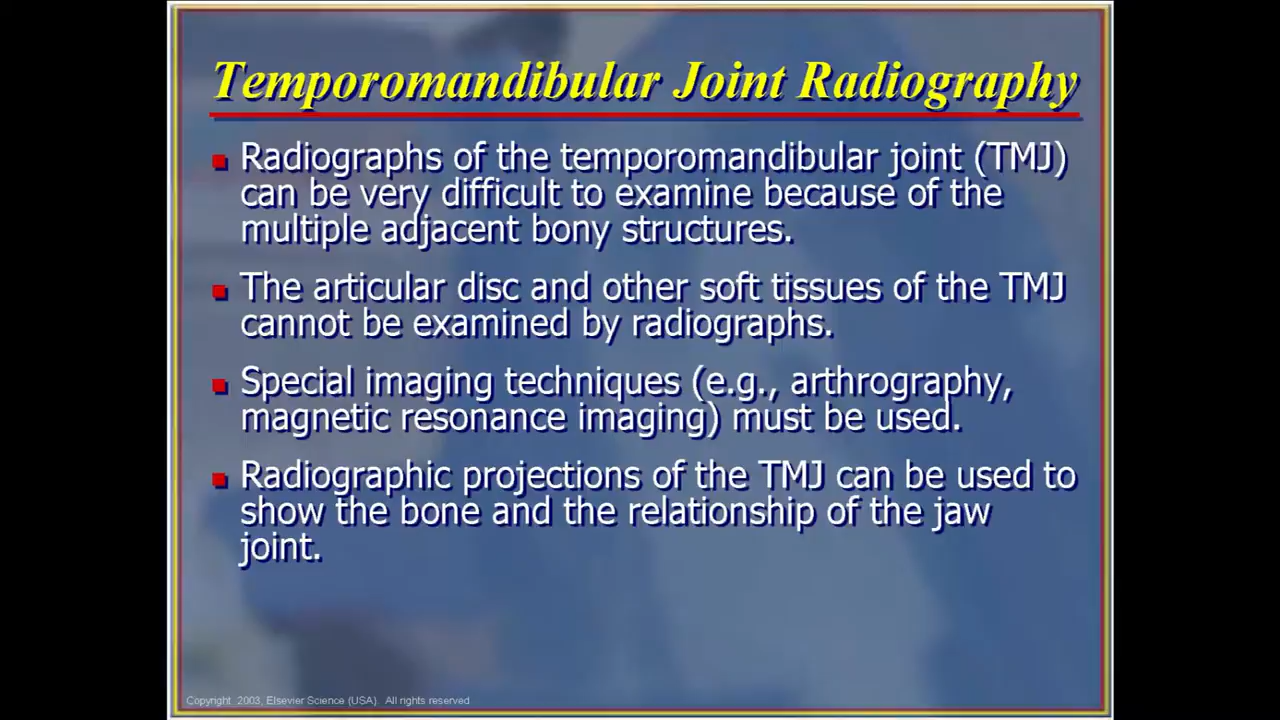 Temporomandibular Joint Radiography
Radiographs of the temporomandibular joint (TMJ)
can be very difficult to examine because of the
multiple adjacent bony structures.
The articular disc and other soft tissues of the TMJ
cannot be examined by radiographs.
Special imaging techniques (e.g., arthrography,
magnetic resonance imaging) must be used.
Radiographic projections of the TMJ can be used to
show the bone and the relationship of the jaw
joint.
Copyright 2003, Elsevier Science (USA). All rights reserved